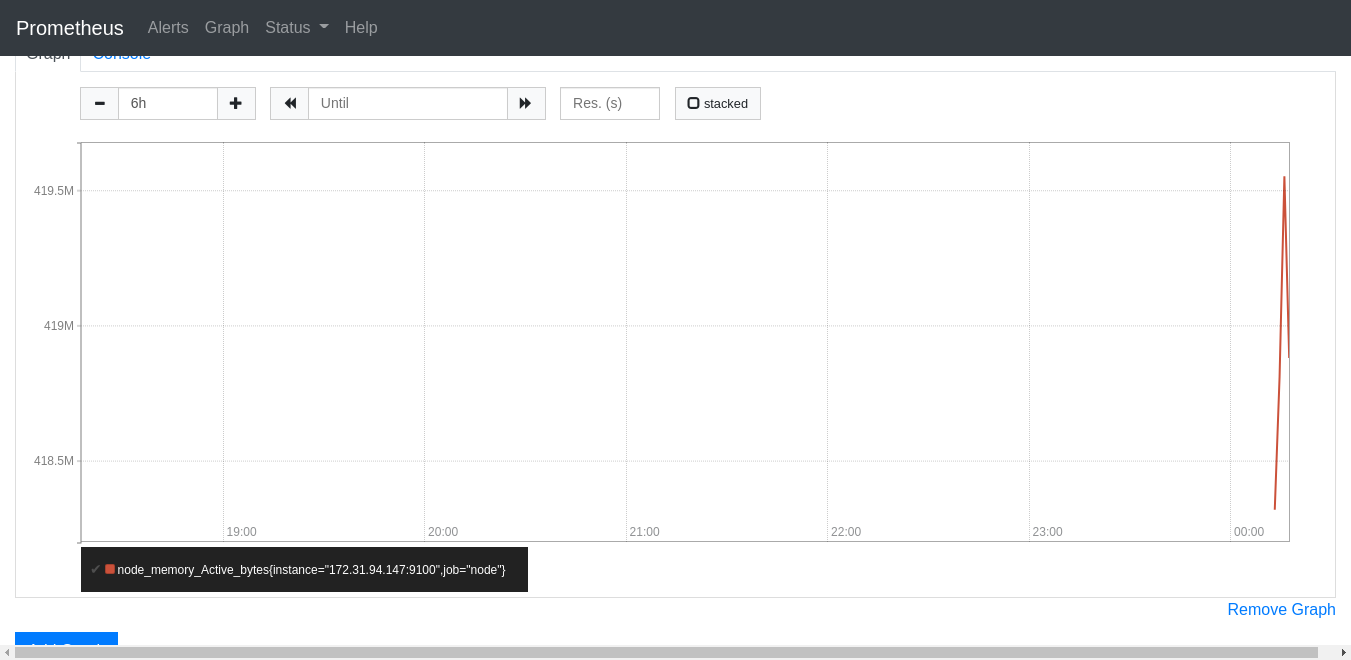 Prometheus Alerts Graph Status Help
Graph Console
6h Until Res. (s) stacked
419.5M
419M
418.5M
19:00 20:00 21:00 22:00 23:00 00:00
node_memory_Active_bytes{instance="172.31.94.147:9100",job="node"}
Remove Graph
Add Graph